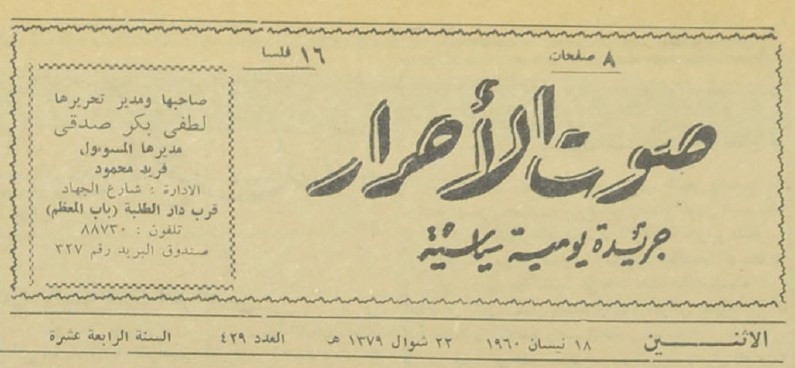 ٨ صفحات
١٦ فلسا
صوت الأحرار
جريدة يومية سياسية
صاحبها ومدير تحريرها
لطفي بكر صدقي
مديرها المسوءول
فريد محمود
الادارة : شارع الجهاد
قرب دار الطلبة (باب المعظم)
تلفون : ٨٨٧٣٠
صندوق البريد رقم ٣٢٧
الاثنين ١٨ نيسان ١٩٦٠ ٢٢ شوال ١٣٧٩ هـ العدد ٤٢٩ السنة الرابعة عشرة